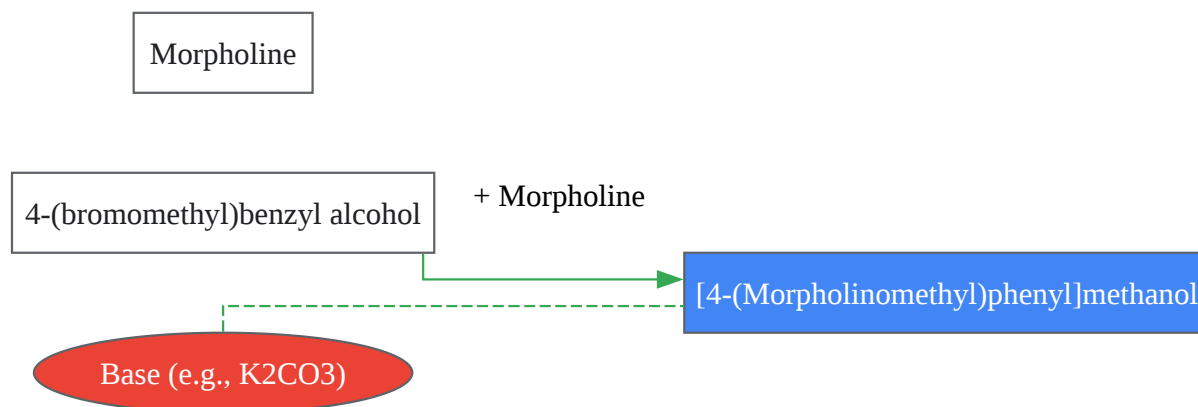 Morpholine
4-(bromomethyl)benzyl alcohol
+ Morpholine
[4-(Morpholinomethyl)phenyl]methanol
Base (e.g., K2CO3)